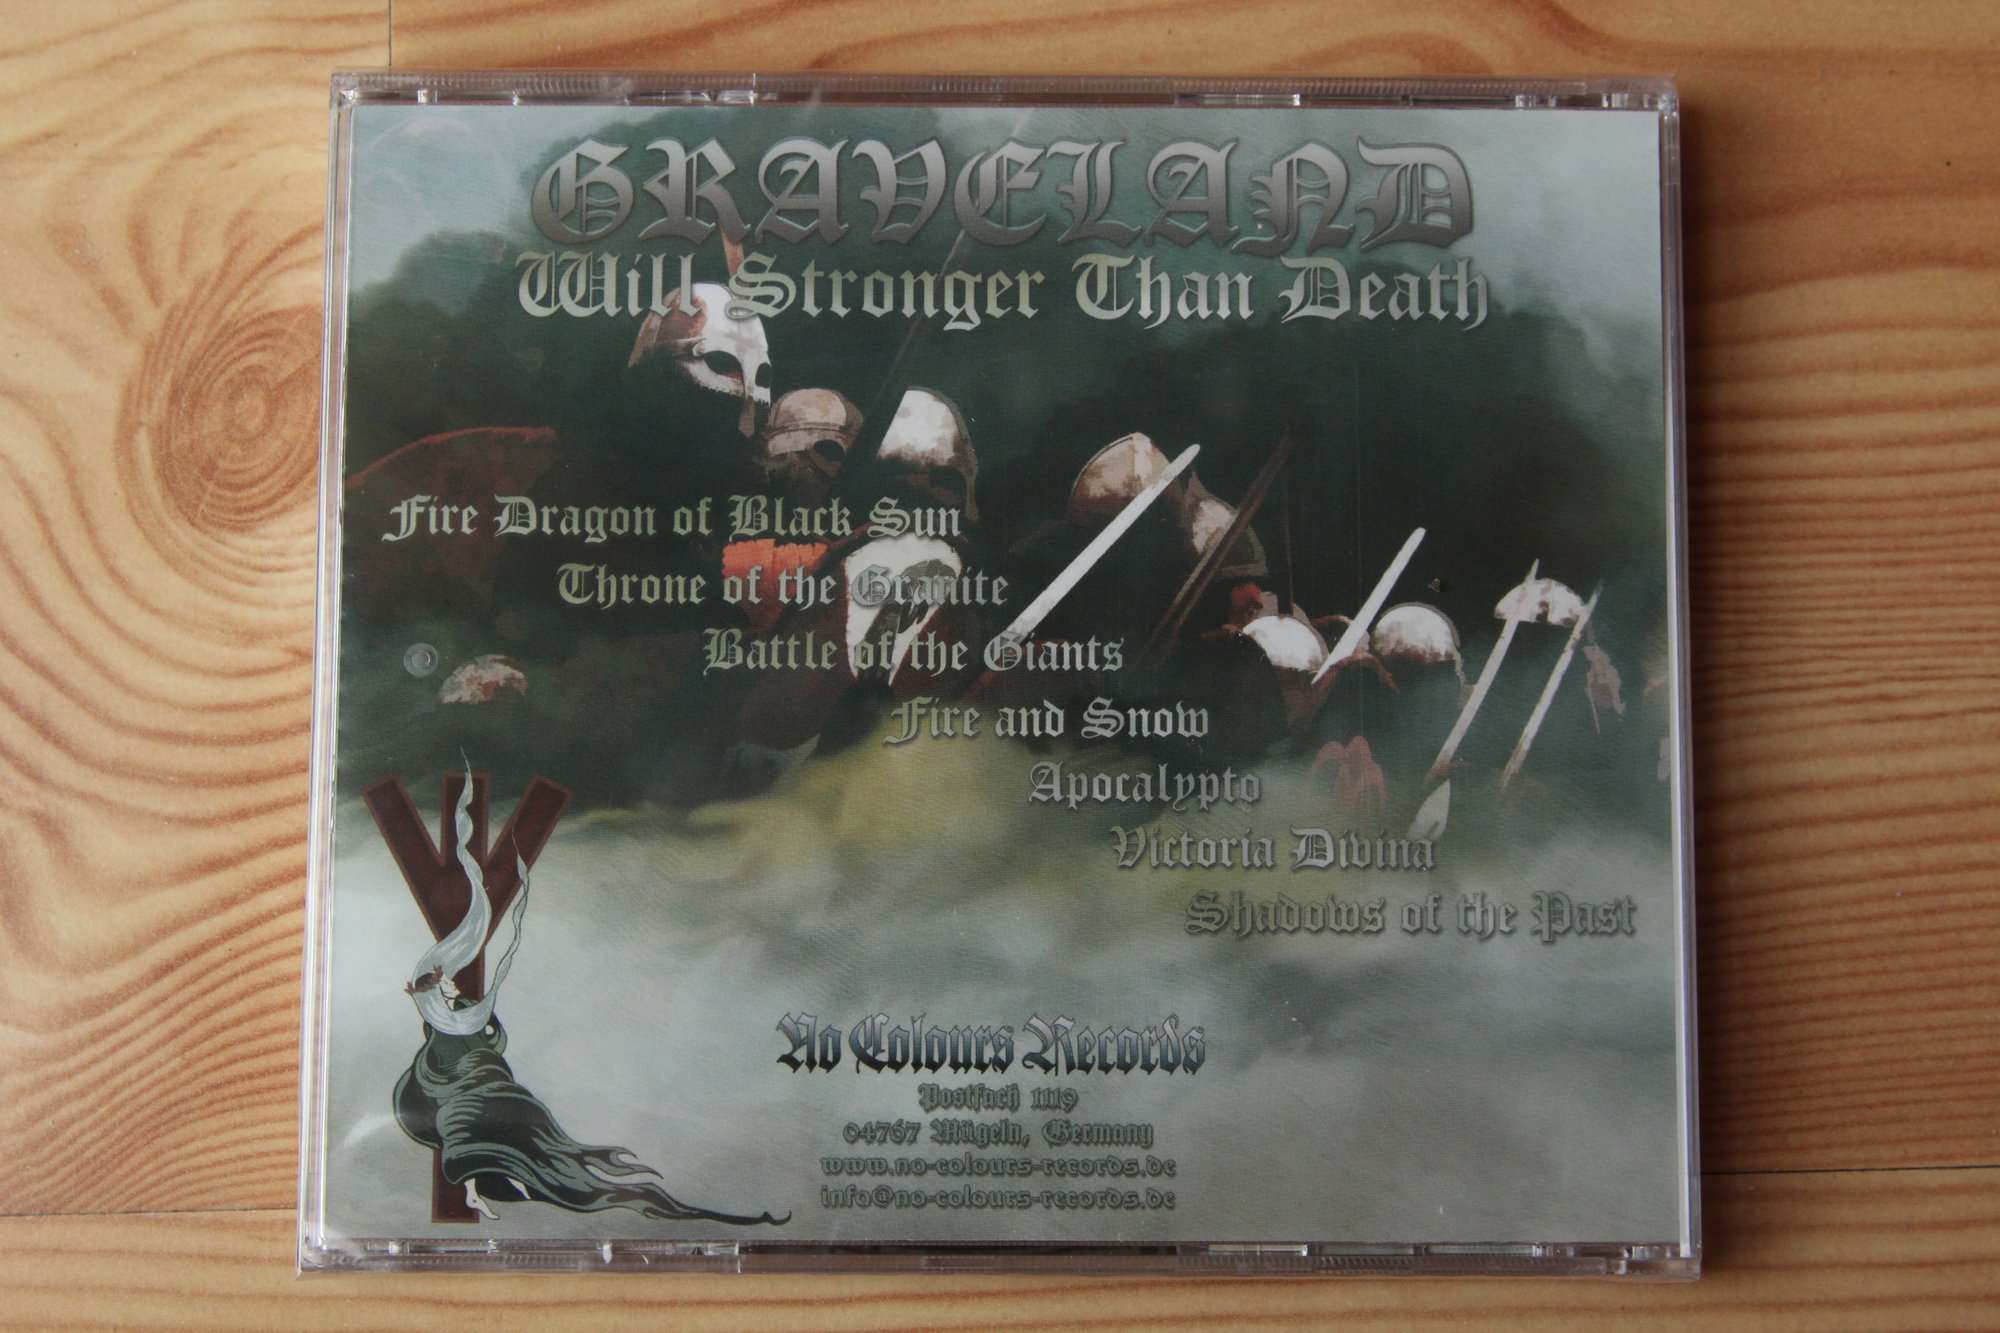 GRAVELAND
Will Stronger Than Death
Fire Dragon of Black Sun
Throne of the Granite
Battle of the Giants
Fire and Snow
Apocalypto
Victoria Divina
Shadows of the Past
No Colours Records
Postfach 1119
04767 Mügeln, Germany
www.no-colours-records.de
info@no-colours-records.de